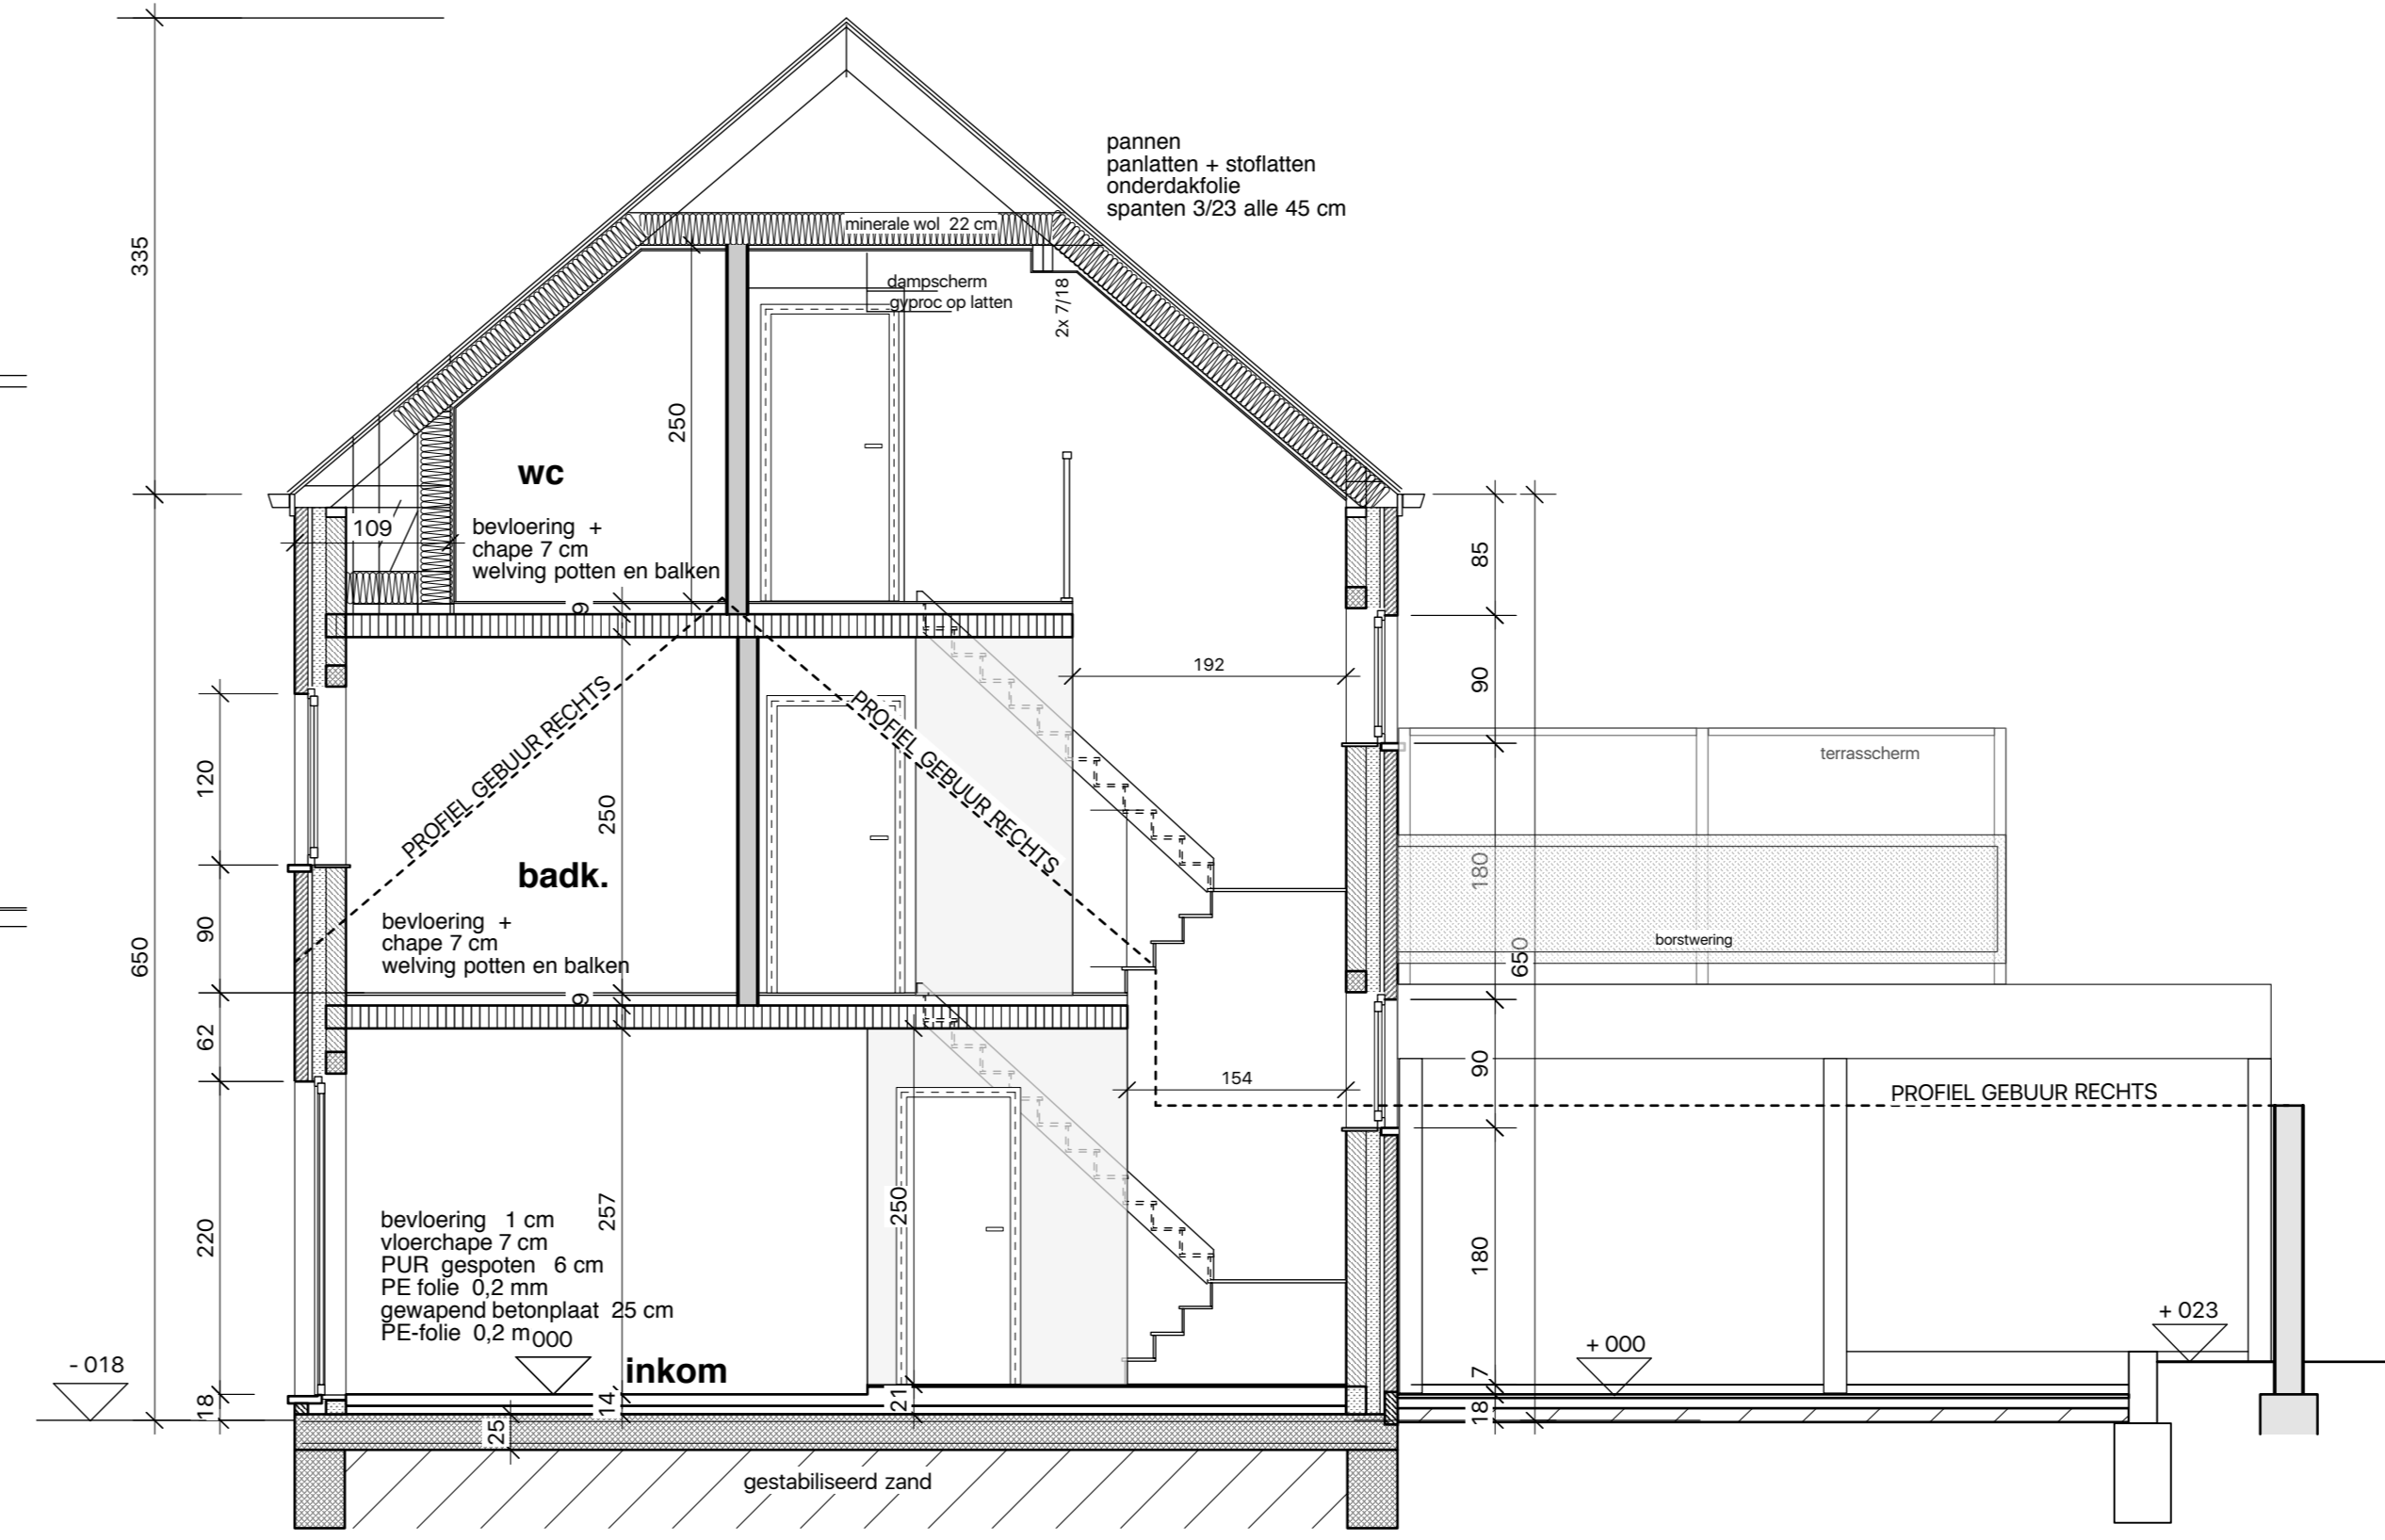 pannen
panlatten + stoflatten
onderdakfolie
spanten 3/23 alle 45 cm
minerale wol 22 cm
dampscherm
gyproc op latten
2x 7/18
335
250
wc
109
bevloering +
chape 7 cm
welving potten en balken
9
85
192
90
PROFIEL GEBUUR RECHTS
PROFIEL GEBUUR RECHTS
terrasscherm
120
250
180
badk.
90
650
bevloering +
chape 7 cm
welving potten en balken
borstwering
650
9
62
90
154
PROFIEL GEBUUR RECHTS
220
257
250
180
bevloering 1 cm
vloerchape 7 cm
PUR gespoten 6 cm
PE folie 0,2 mm
gewapend betonplaat 25 cm
PE-folie 0,2 m
000
+ 023
+ 000
- 018
inkom
7
18
14
21
18
25
gestabiliseerd zand